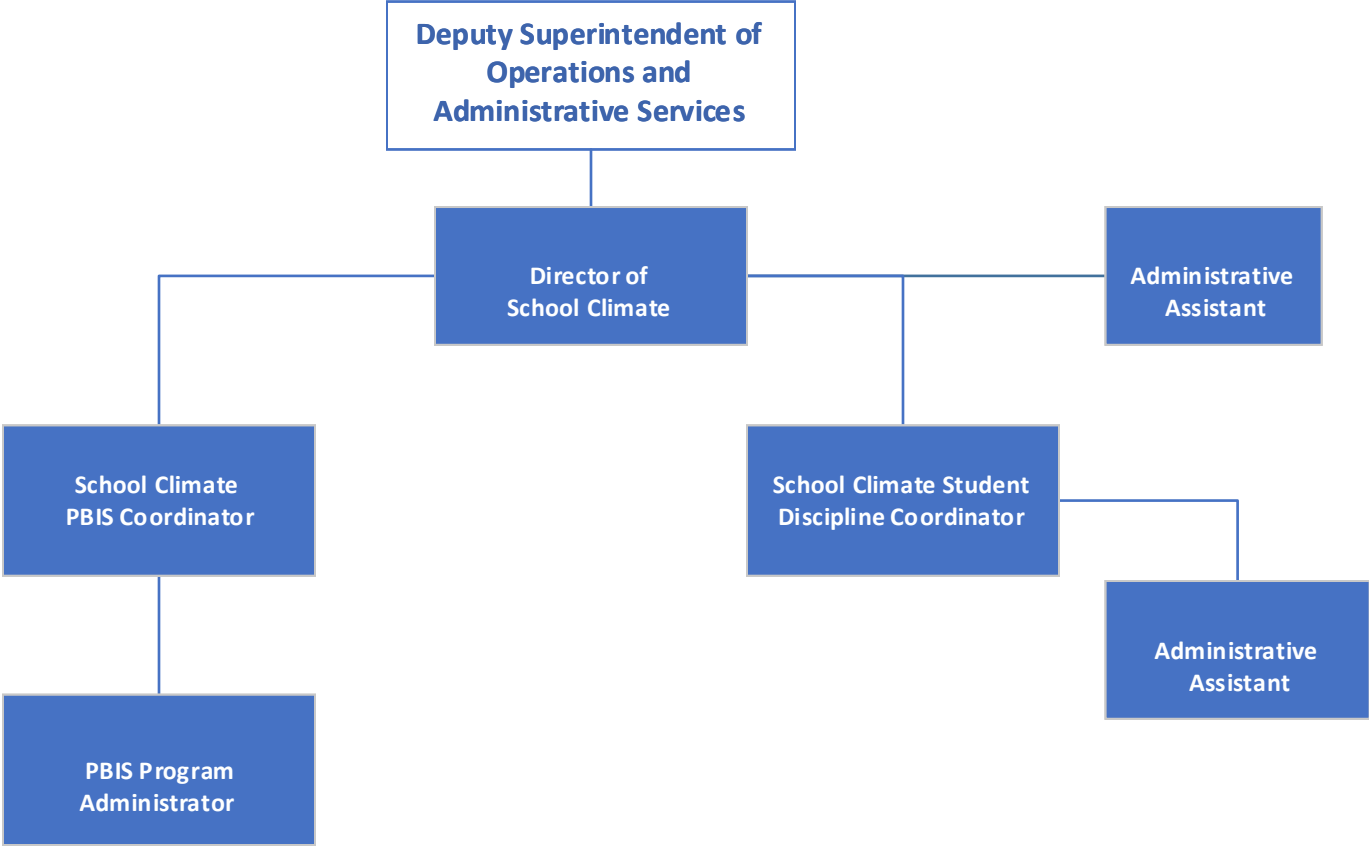 Deputy Superintendent of
Operations and
Administrative Services
Director of
School Climate
Administrative
Assistant
School Climate
PBIS Coordinator
School Climate Student
Discipline Coordinator
Administrative
Assistant
PBIS Program
Administrator